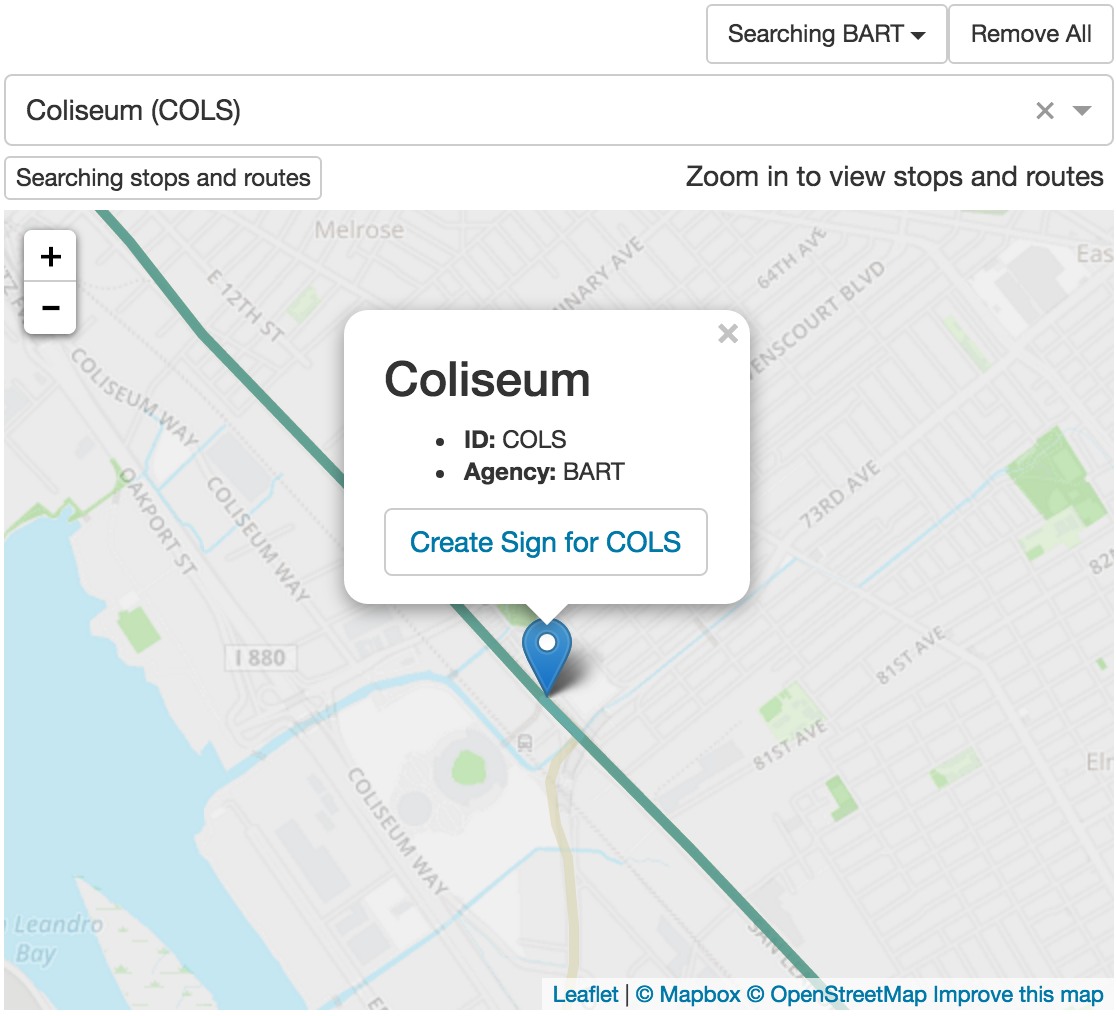 Searching BART
Remove All
Coliseum (COLS)
Searching stops and routes
Zoom in to view stops and routes
+
−
Melrose
E 12TH ST
64TH AVE
COLISEUM WAY
OAKPORT ST
COLISEUM WAY
×
Coliseum
ID: COLS
Agency: BART
Create Sign for COLS
73RD AVE
81ST AVE
I 880
81ST AVE
COLISEUM WAY
Leandro
Bay
Leaflet | © Mapbox © OpenStreetMap Improve this map